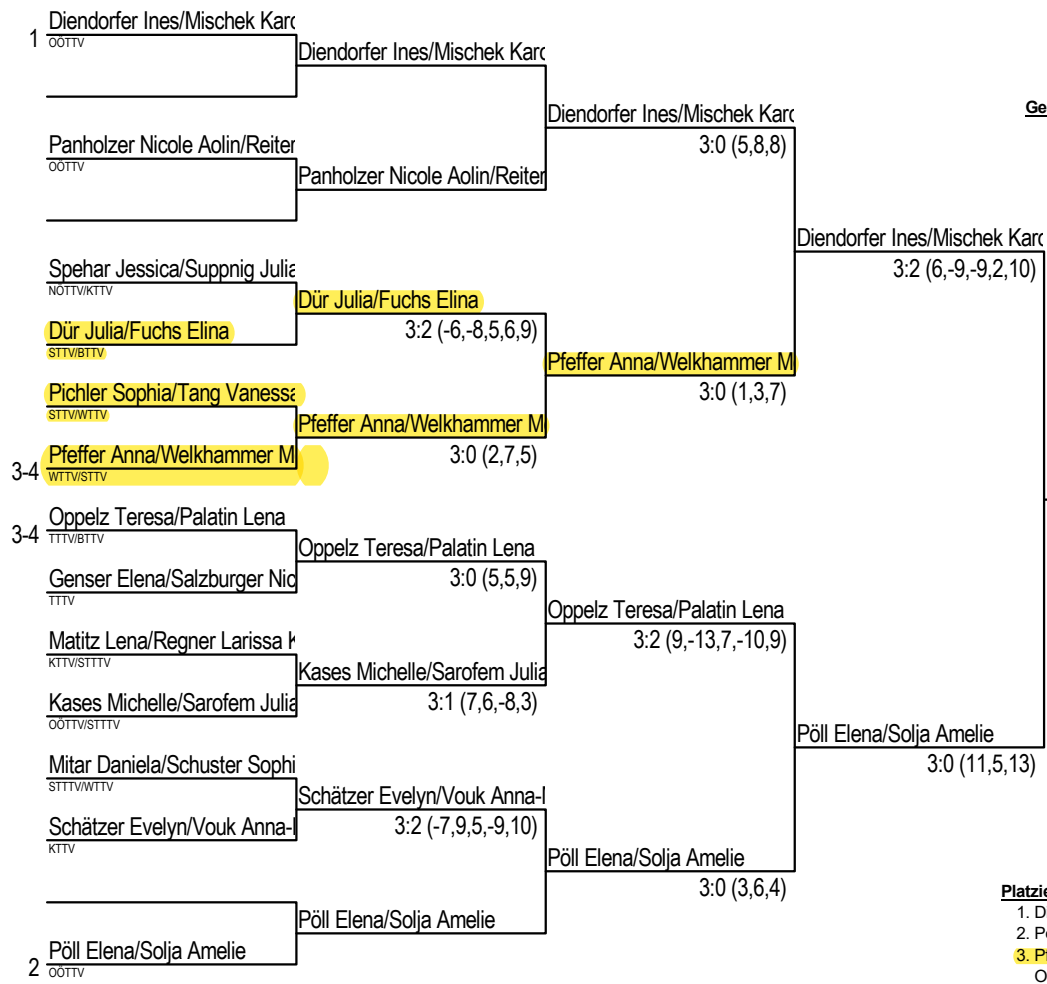 Diendorfer Ines/Mischek Karo
1
OÖTTV
Diendorfer Ines/Mischek Karo
Diendorfer Ines/Mischek Karo
3:0 (5,8,8)
Ge
Panholzer Nicole Aolin/Reiter
OÖTTV
Panholzer Nicole Aolin/Reiter
Diendorfer Ines/Mischek Karo
3:2 (6,-9,-9,2,10)
Spehar Jessica/Suppnig Julia
NÖTTV/KTTV
Dür Julia/Fuchs Elina
3:2 (-6,-8,5,6,9)
Dür Julia/Fuchs Elina
STTV/BTTV
Pfeffer Anna/Welkhammer M
3:0 (1,3,7)
Pichler Sophia/Tang Vanessa
STTV/WTTV
Pfeffer Anna/Welkhammer M
3:0 (2,7,5)
Pfeffer Anna/Welkhammer M
3-4
WTTV/STTV
Oppelz Teresa/Palatin Lena
3-4
TTTV/BTTV
Oppelz Teresa/Palatin Lena
3:0 (5,5,9)
Genser Elena/Salzburger Nic
TTTV
Oppelz Teresa/Palatin Lena
3:2 (9,-13,7,-10,9)
Matitz Lena/Regner Larissa K
KTTV/STTTV
Kases Michelle/Sarofem Julia
3:1 (7,6,-8,3)
Kases Michelle/Sarofem Julia
OÖTTV/STTTV
Pöll Elena/Solja Amelie
3:0 (11,5,13)
Mitar Daniela/Schuster Sophi
STTTV/WTTV
Schätzer Evelyn/Vouk Anna-
3:2 (-7,9,5,-9,10)
Schätzer Evelyn/Vouk Anna-
KTTV
Pöll Elena/Solja Amelie
3:0 (3,6,4)
Pöll Elena/Solja Amelie
Pöll Elena/Solja Amelie
2
OÖTTV
Platzie
1. D
2. P
3. Pf
O